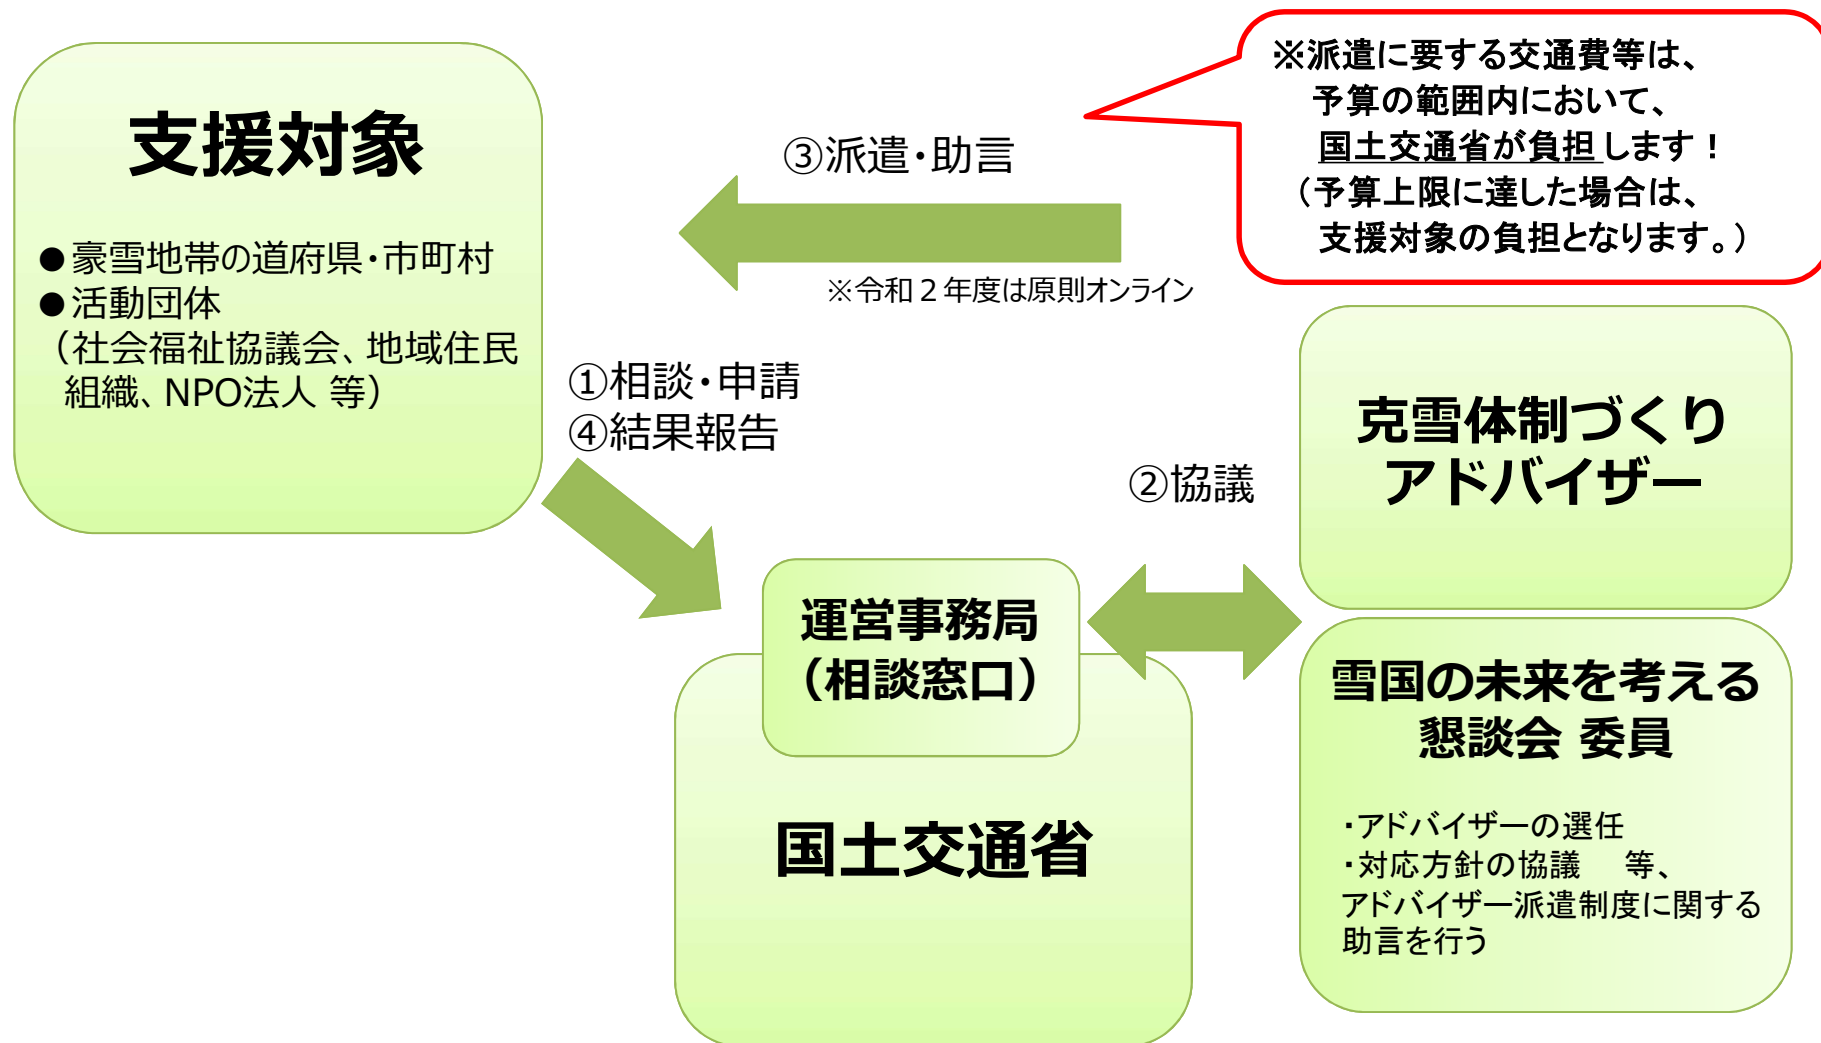 支援対象
●豪雪地帯の道府県・市町村
●活動団体
（社会福祉協議会、地域住民
組織、NPO法人 等）
③派遣・助言
※令和２年度は原則オンライン
※派遣に要する交通費等は、
予算の範囲内において、
国土交通省が負担します！
（予算上限に達した場合は、
支援対象の負担となります。）
①相談・申請
④結果報告
②協議
克雪体制づくり
アドバイザー
運営事務局
（相談窓口）
国土交通省
雪国の未来を考える
懇談会 委員
・アドバイザーの選任
・対応方針の協議　等、
アドバイザー派遣制度に関する
助言を行う